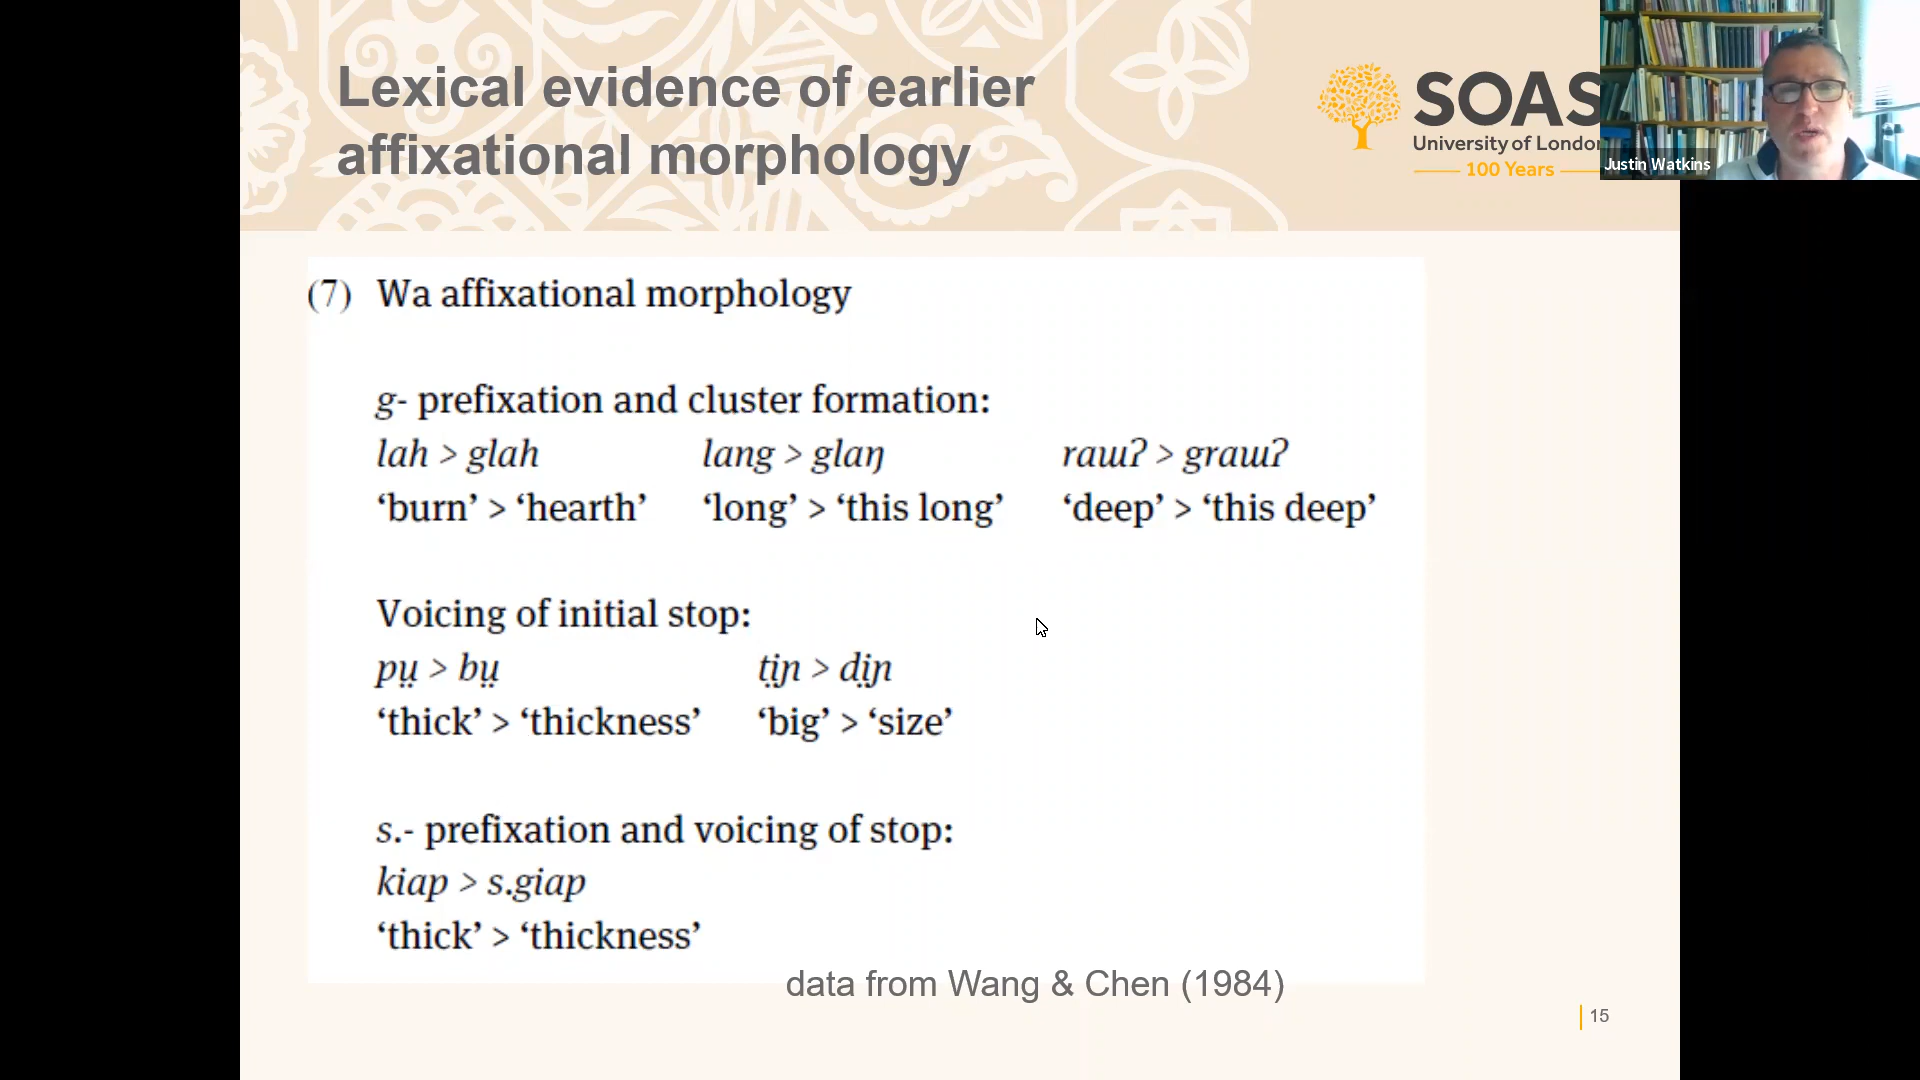 Lexical evidence of earlier
affixational morphology
SOAS
University of London
100 Years
Justin Watkins
(7) Wa affixational morphology
g- prefixation and cluster formation:
lah > glah lang > glaŋ raɯʔ > graɯʔ
‘burn’ > ‘hearth’ ‘long’ > ‘this long’ ‘deep’ > ‘this deep’
Voicing of initial stop:
pṳ > bṳ ti̤ɲ > di̤ɲ
‘thick’ > ‘thickness’ ‘big’ > ‘size’
s.- prefixation and voicing of stop:
kiap > s.giap
‘thick’ > ‘thickness’
data from Wang & Chen (1984)
15